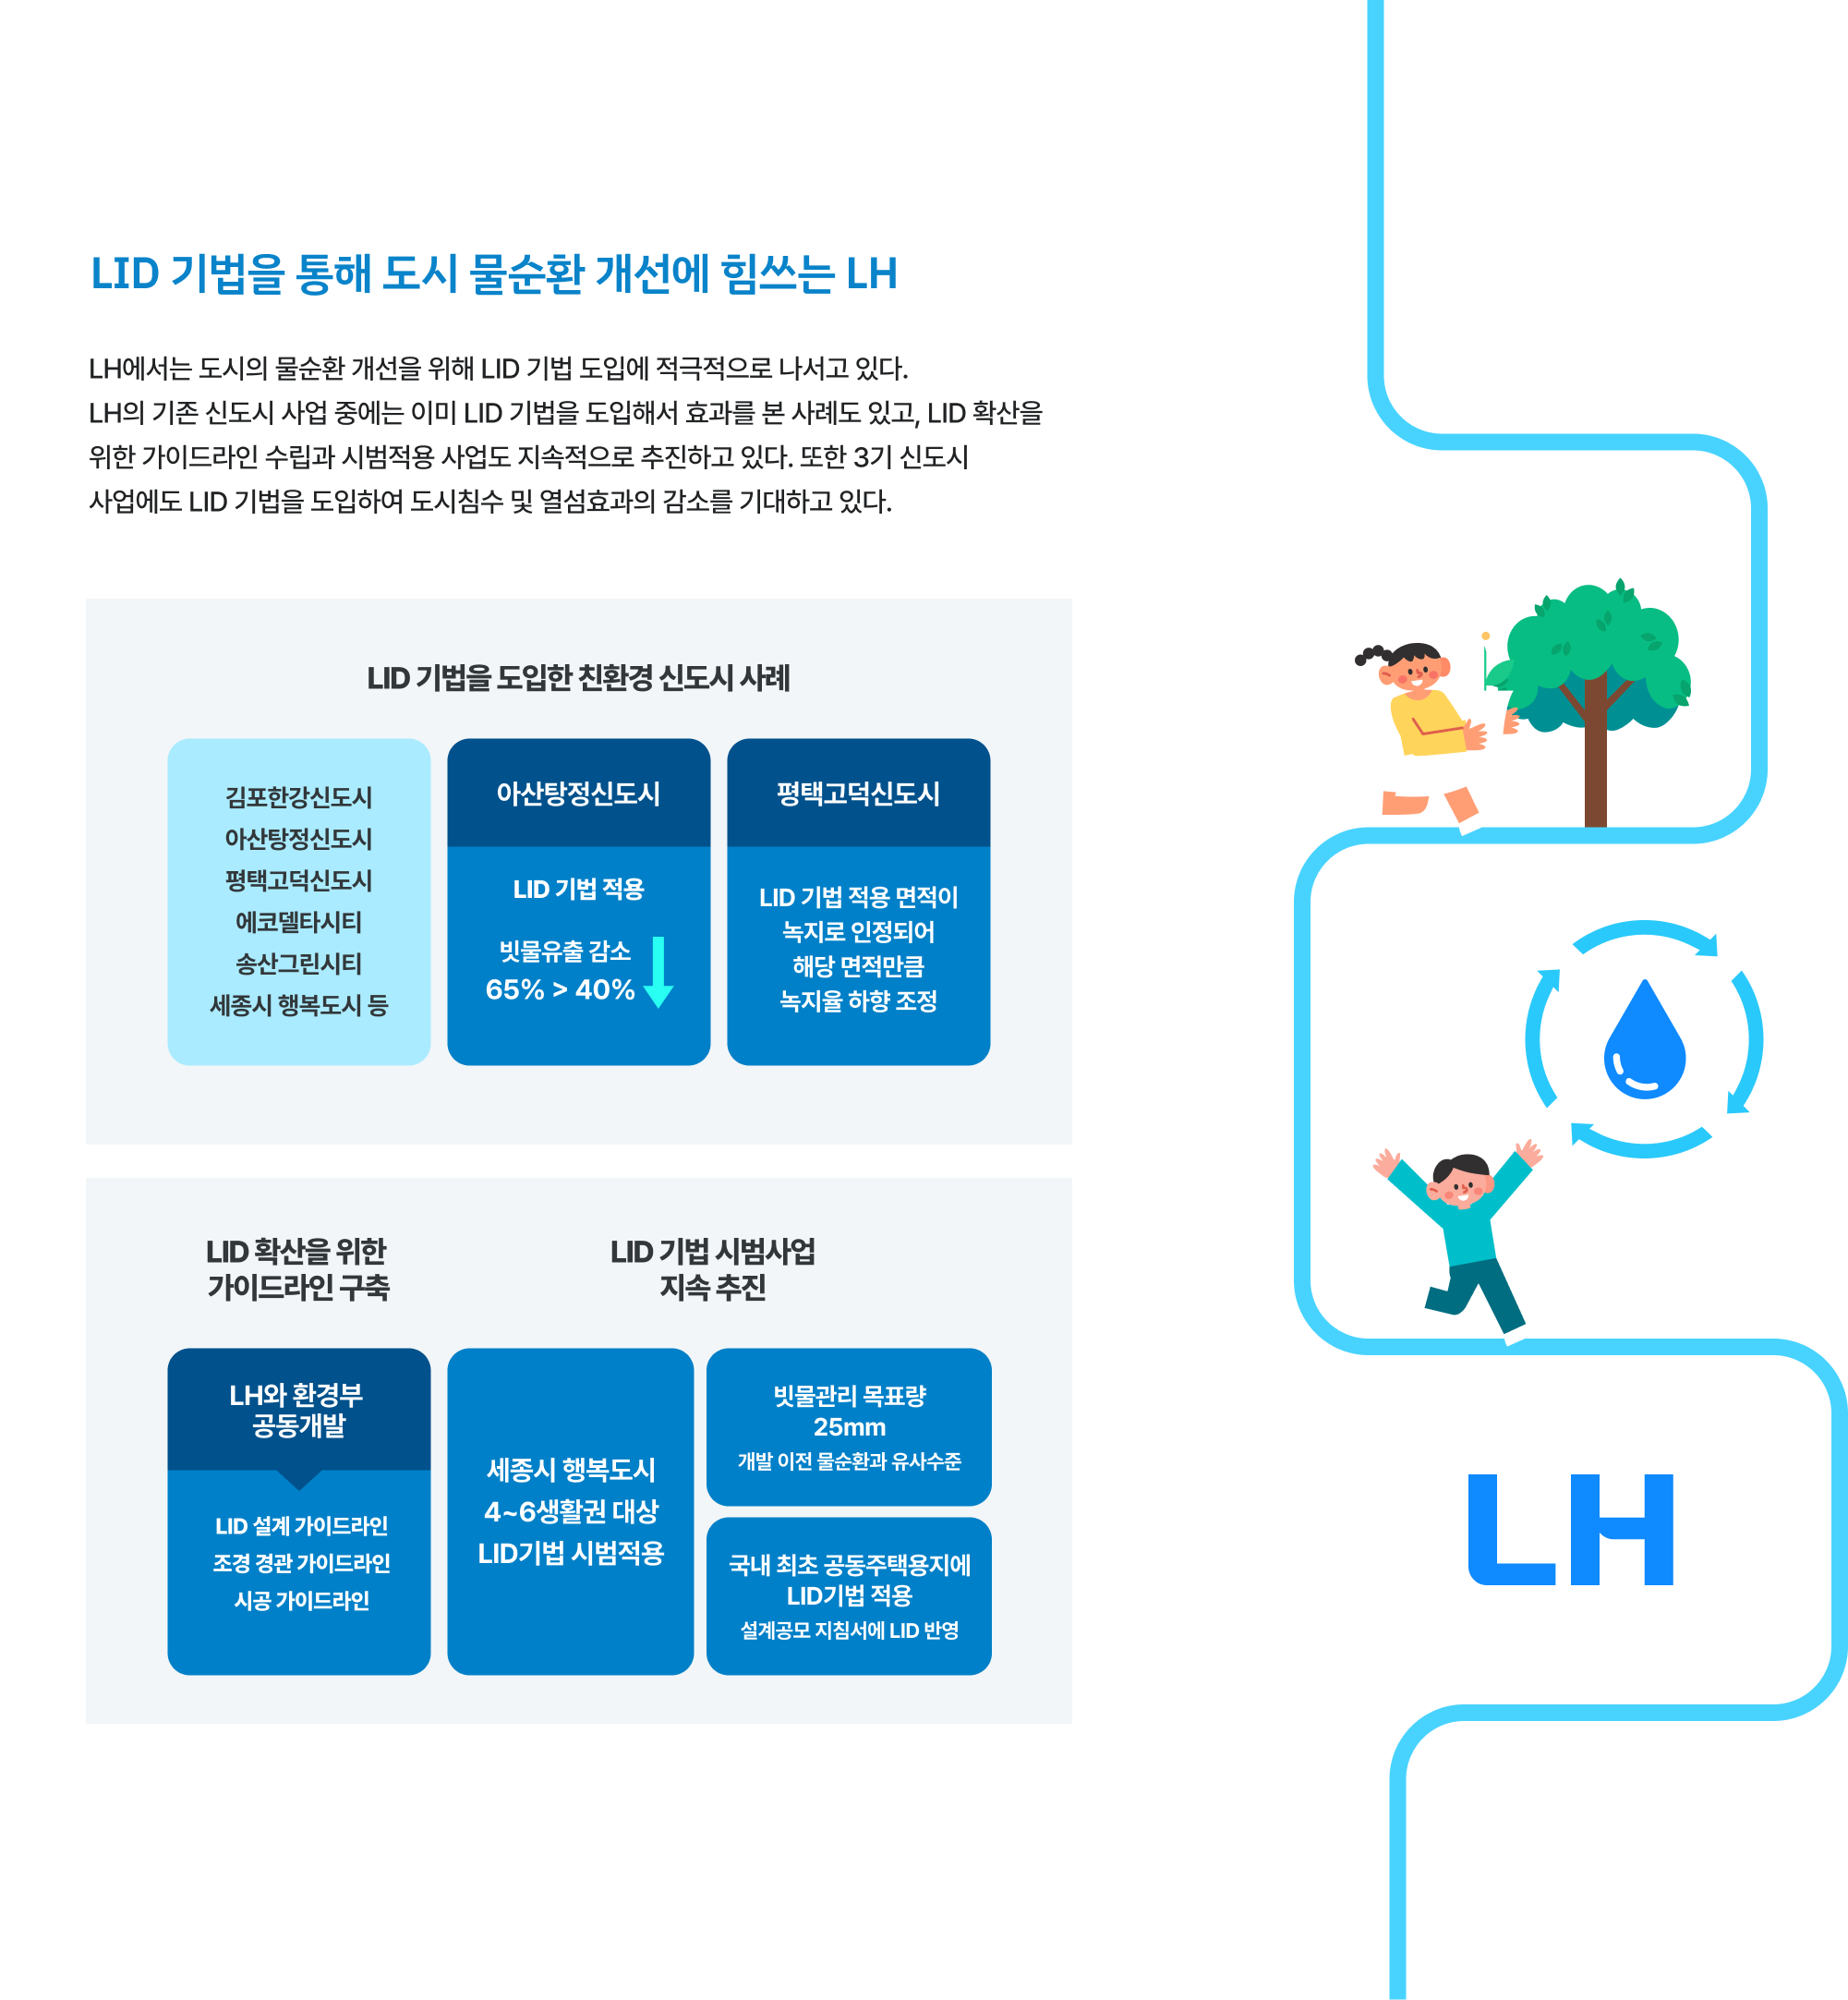 LID 기법을 통해 도시 물순환 개선에 힘쓰는 LH
LH에서는 도시의 물순환 개선을 위해 LID 기법 도입에 적극적으로 나서고 있다.
LH의 기존 신도시 사업 중에는 이미 LID 기법을 도입해서 효과를 본 사례도 있고, LID 확산을
위한 가이드라인 수립과 시범적용 사업도 지속적으로 추진하고 있다. 또한 3기 신도시
사업에도 LID 기법을 도입하여 도시침수 및 열섬효과의 감소를 기대하고 있다.
LID 기법을 도입한 친환경 신도시 사례
김포한강신도시
아산탕정신도시
평택고덕신도시
에코델타시티
송산그린시티
세종시 행복도시 등
아산탕정신도시
LID 기법 적용
빗물유출 감소
65% > 40%
평택고덕신도시
LID 기법 적용 면적이
녹지로 인정되어
해당 면적만큼
녹지율 하향 조정
LID 확산을 위한
가이드라인 구축
LH와 환경부
공동개발
LID 설계 가이드라인
조경 경관 가이드라인
시공 가이드라인
LID 기법 시범사업
지속 추진
세종시 행복도시
4~6생활권 대상
LID기법 시범적용
빗물관리 목표량
25mm
개발 이전 물순환과 유사수준
국내 최초 공동주택용지에
LID기법 적용
설계공모 지침서에 LID 반영
LH